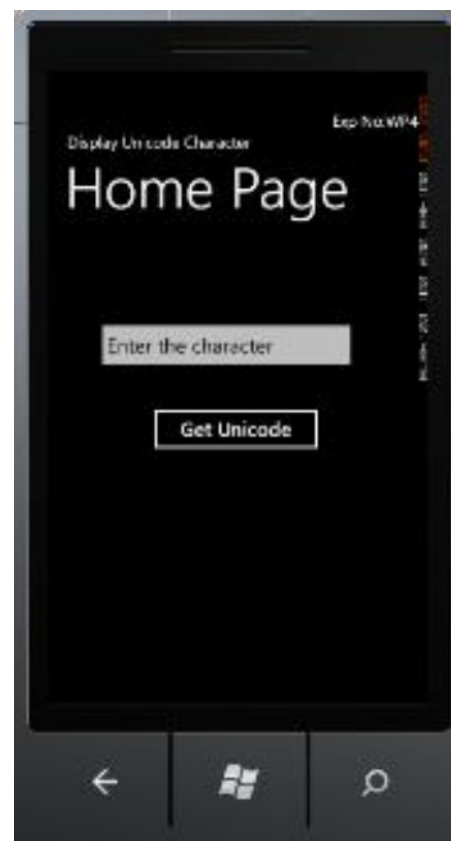 Exp No:WP4
Display Unicode Character
Home Page
Enter the character
Get Unicode